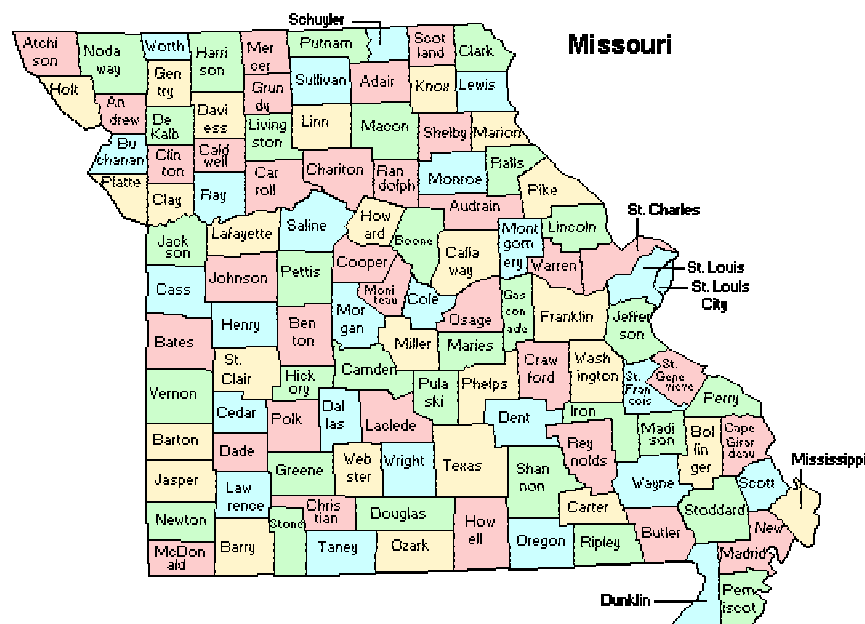 Schuyler
Missouri
Atchi
son
Noda
way
Worth
Harri
son
Mer
cer
Putnam
Scot
land
Clark
Holt
Gen
try
Grun
dy
Sullivan
Adair
Knox
Lewis
An
drew
De
Kalb
Davi
ess
Living
ston
Linn
Macon
Shelby
Marion
Bu
chanan
Clin
ton
Cald
well
Car
roll
Chariton
Ran
dolph
Monroe
Ralls
Platte
Clay
Ray
Pike
Audrain
Saline
How
ard
Boone
Calla
way
Mont
gom
ery
Lincoln
St. Charles
Jack
son
Lafayette
Cooper
Warren
St. Louis
St. Louis
City
Cass
Johnson
Pettis
Moni
teau
Cole
Osage
Gas
con
ade
Franklin
Jeffer
son
Henry
Ben
ton
Mor
gan
Miller
Maries
Bates
St.
Clair
Hick
ory
Camden
Pula
ski
Phelps
Craw
ford
Wash
ington
St.
Fran
cois
St.
Gene
vieve
Perry
Vernon
Cedar
Polk
Dal
las
Laclede
Dent
Iron
Madi
son
Bol
lin
ger
Cape
Girar
deau
Barton
Dade
Greene
Web
ster
Wright
Texas
Shan
non
Rey
nolds
Wayne
Scott
Mississippi
Jasper
Law
rence
Chris
tian
Douglas
How
ell
Carter
Stoddard
New
Madrid
Newton
Stone
Taney
Ozark
Oregon
Ripley
Butler
McDon
ald
Barry
Dunklin
Pem
iscot